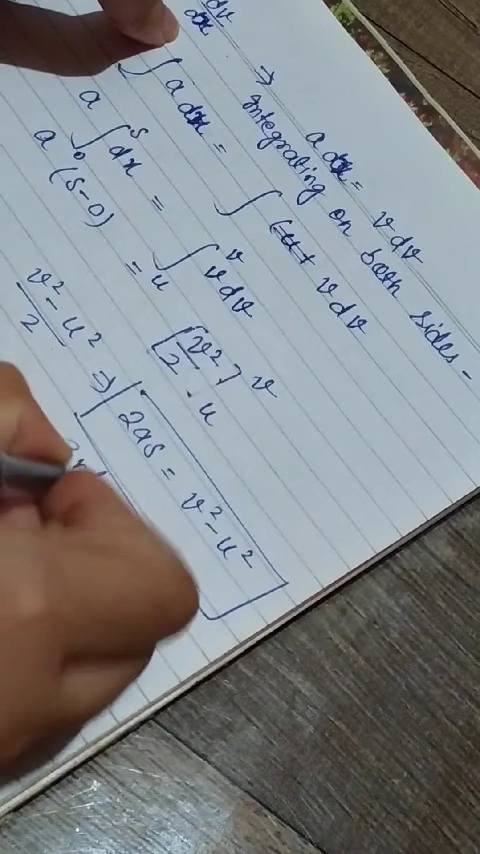 dv/dx ⇒ a dx = v dv
Integrating on both sides -
∫ a dx = ∫ v dv
a ∫₀ˢ dx = ∫ᵤᵛ v dv
a (s-0) = [v²/2]ᵤᵛ
v² - u²/2 ⇒ 2as = v² - u²